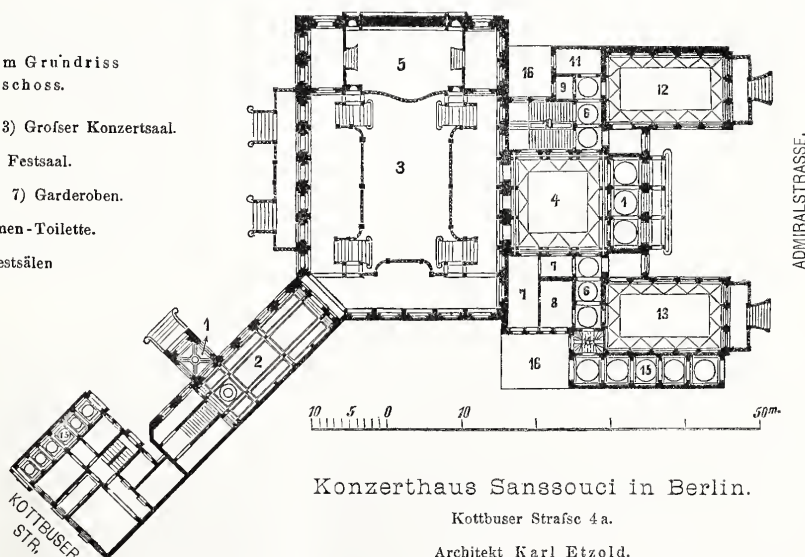 m Grundriss
schoss.
3) Großer Konzertsaal.
Festsaal.
7) Garderoben.
nen-Toilette.
estsälen
5
3
16
11
9
6
12
4
1
7
7
8
6
13
16
15
1
2
15
ADMIRALSTRASSE.
KOTTBUSER
STR.
10 5 0 10 50 m.
Konzerthaus Sanssouci in Berlin.
Kottbuser Straße 4a.
Architekt Karl Etzold.